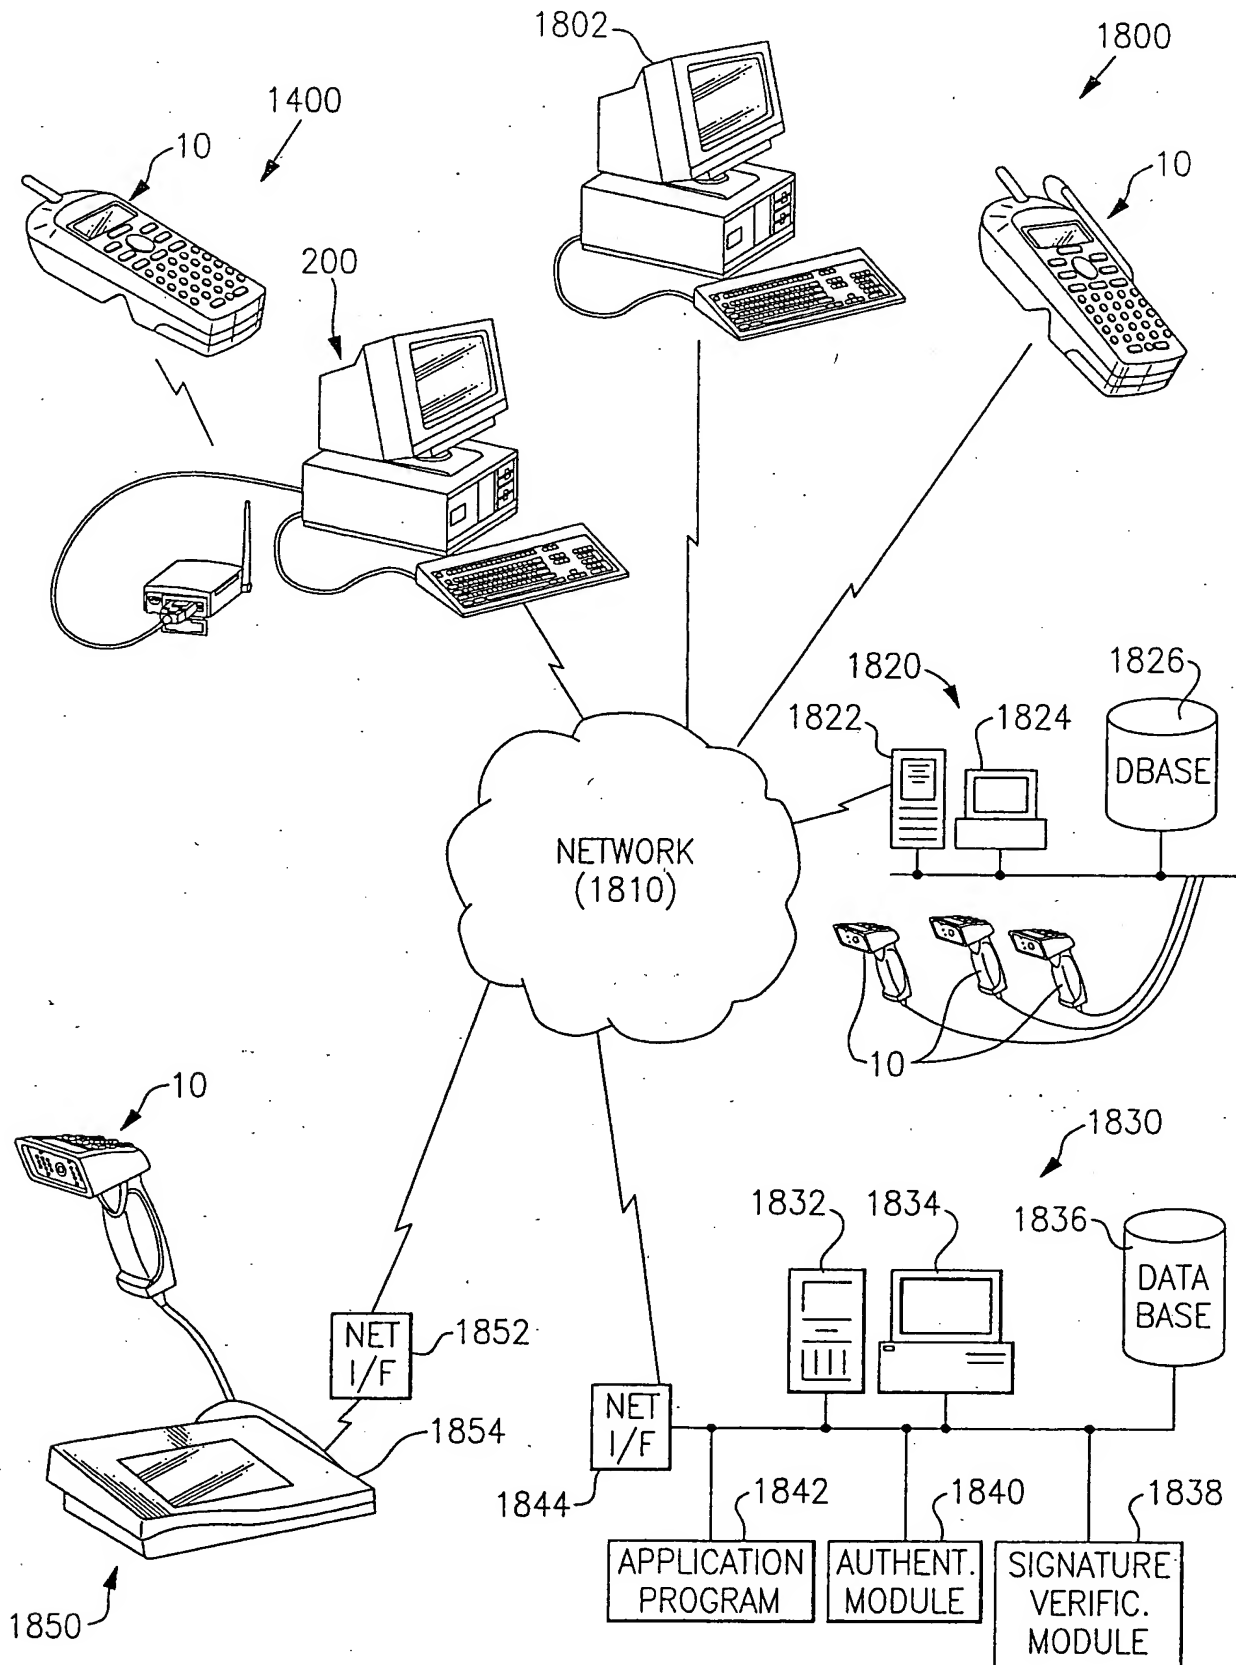 1802
1800
1400
10
10
200
1820
1826
1822
1824
DBASE
NETWORK
(1810)
10
10
1830
1832
1834
1836
DATA
BASE
NET
I/F
1852
NET
I/F
1854
1844
1842
1840
1838
APPLICATION
PROGRAM
AUTHENT.
MODULE
SIGNATURE
VERIFIC.
MODULE
1850